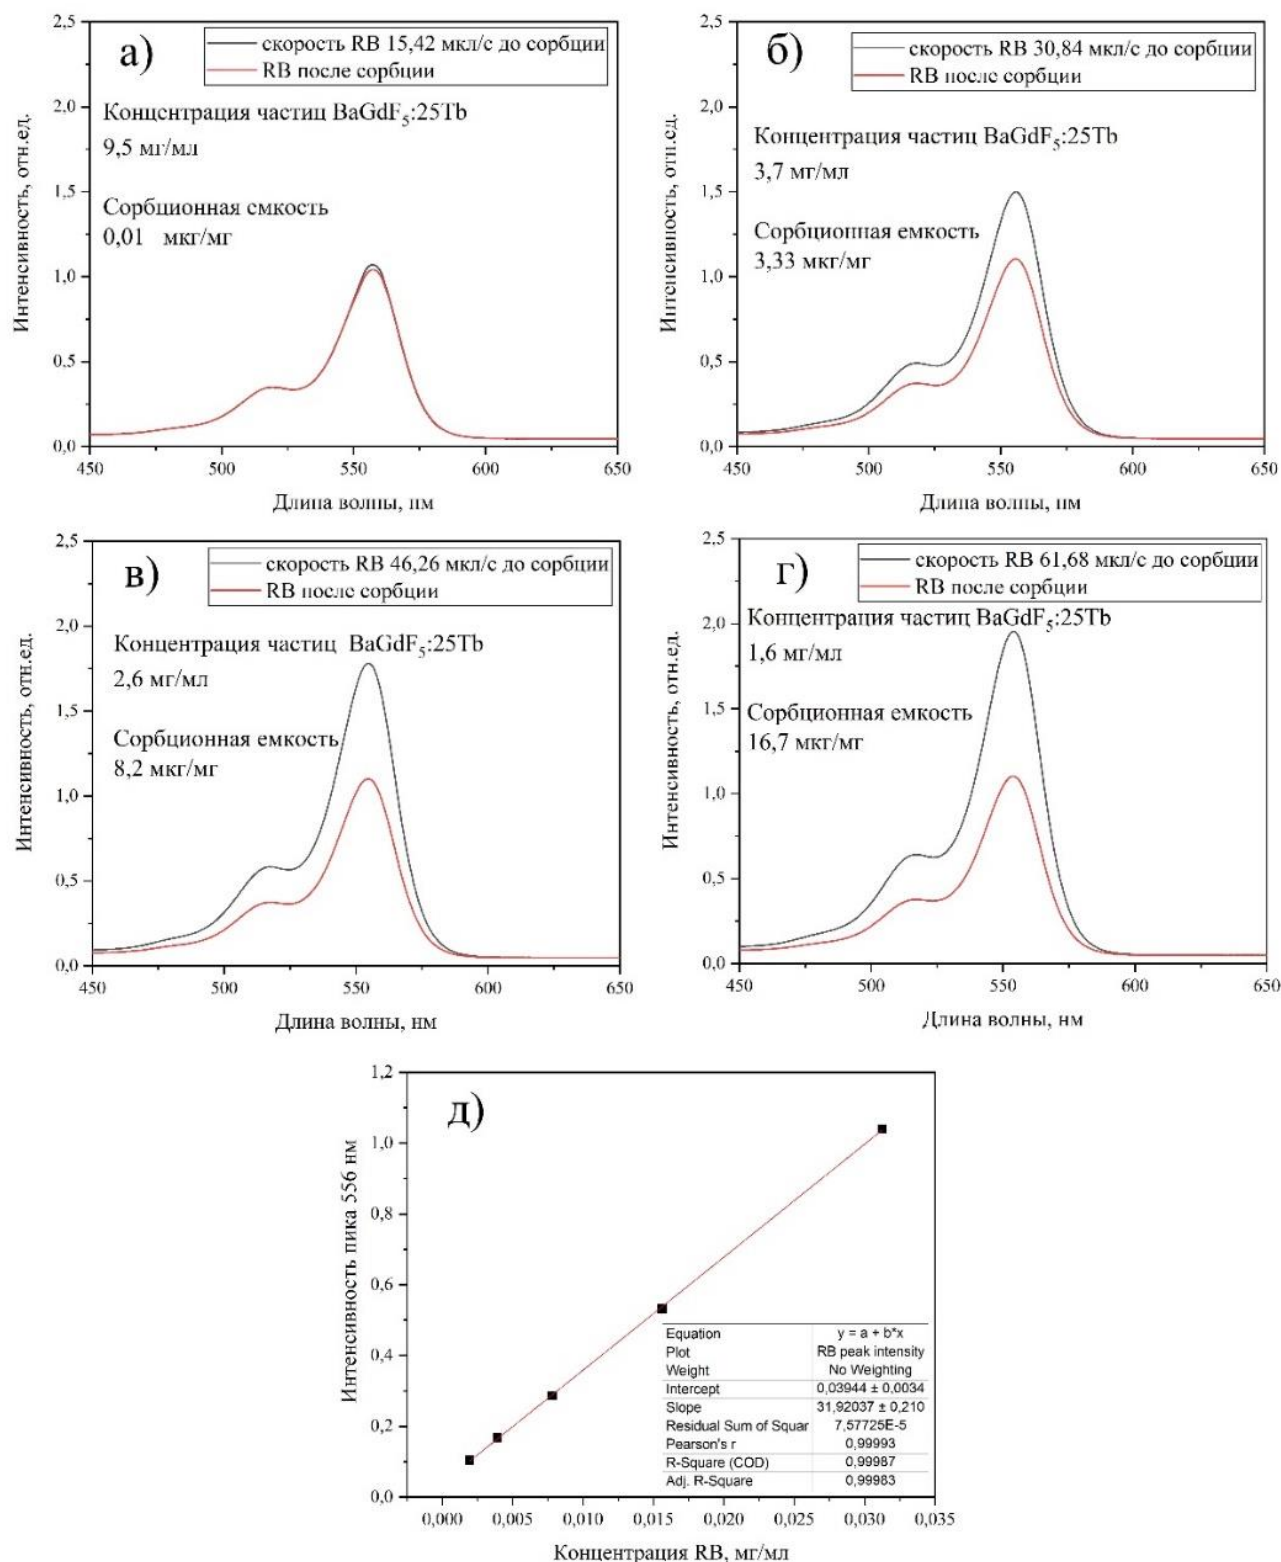 а)
скорость RB 15,42 мкл/с до сорбции
RB после сорбции
Концентрация частиц BaGdF₅:25Tb
9,5 мг/мл
Сорбционная емкость
0,01 мкг/мг
Интенсивность, отн.ед.
2,5
2,0
1,5
1,0
0,5
0,0
450
500
550
600
650
Длина волны, нм
б)
скорость RB 30,84 мкл/с до сорбции
RB после сорбции
Концентрация частиц BaGdF₅:25Tb
3,7 мг/мл
Сорбционная емкость
3,33 мкг/мг
Интенсивность, отн.ед.
2,5
2,0
1,5
1,0
0,5
0,0
450
500
550
600
650
Длина волны, нм
в)
скорость RB 46,26 мкл/с до сорбции
RB после сорбции
Концентрация частиц BaGdF₅:25Tb
2,6 мг/мл
Сорбционная емкость
8,2 мкг/мг
Интенсивность, отн.ед.
2,5
2,0
1,5
1,0
0,5
0,0
450
500
550
600
650
Длина волны, нм
г)
скорость RB 61,68 мкл/с до сорбции
RB после сорбции
Концентрация частиц BaGdF₅:25Tb
1,6 мг/мл
Сорбционная емкость
16,7 мкг/мг
Интенсивность, отн.ед.
2,5
2,0
1,5
1,0
0,5
0,0
450
500
550
600
650
Длина волны, нм
д)
Интенсивность пика 556 нм
1,2
1,0
0,8
0,6
0,4
0,2
0,0
Equation y = a + b*x
Plot RB peak intensity
Weight No Weighting
Intercept 0,03944 ± 0,0034
Slope 31,92037 ± 0,210
Residual Sum of Squar 7,57725E-5
Pearson's r 0,99993
R-Square (COD) 0,99987
Adj. R-Square 0,99983
0,000
0,005
0,010
0,015
0,020
0,025
0,030
0,035
Концентрация RB, мг/мл